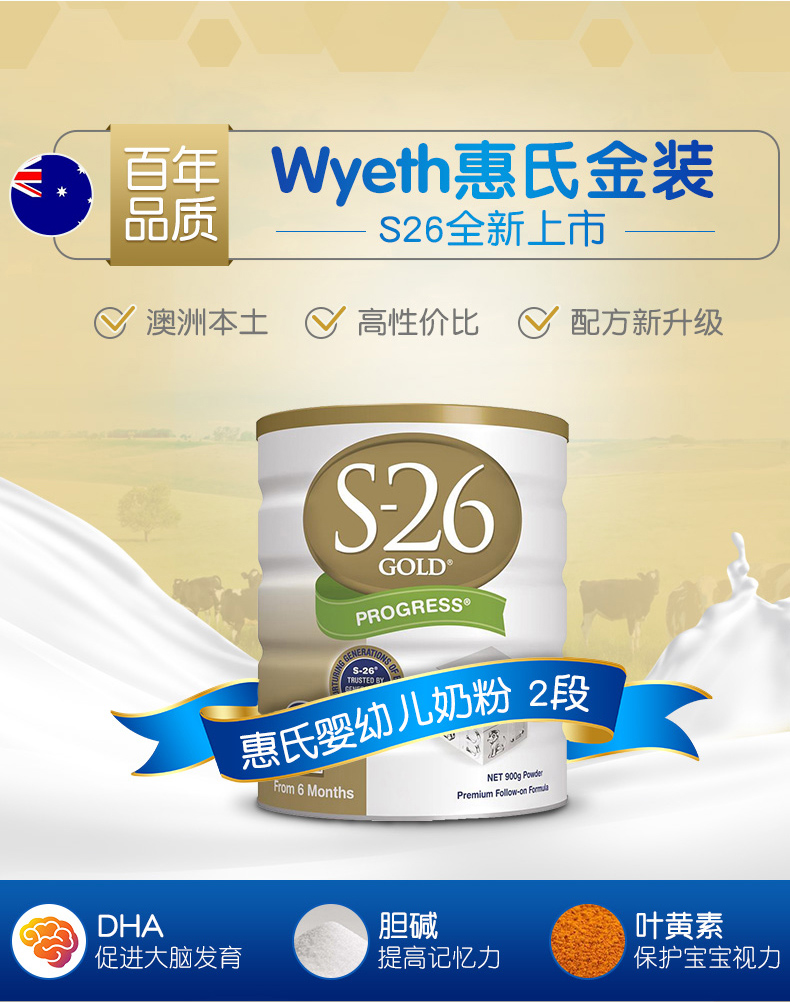 百年
品质
Wyeth惠氏金装
S26全新上市
澳洲本土
高性价比
配方新升级
S-26
GOLD®
PROGRESS®
GENERATIONS OF
S-26®
TRUSTED BY
惠氏婴幼儿奶粉 2段
From 6 Months
NET 900g Powder
Premium Follow-on Formula
DHA
促进大脑发育
胆碱
提高记忆力
叶黄素
保护宝宝视力